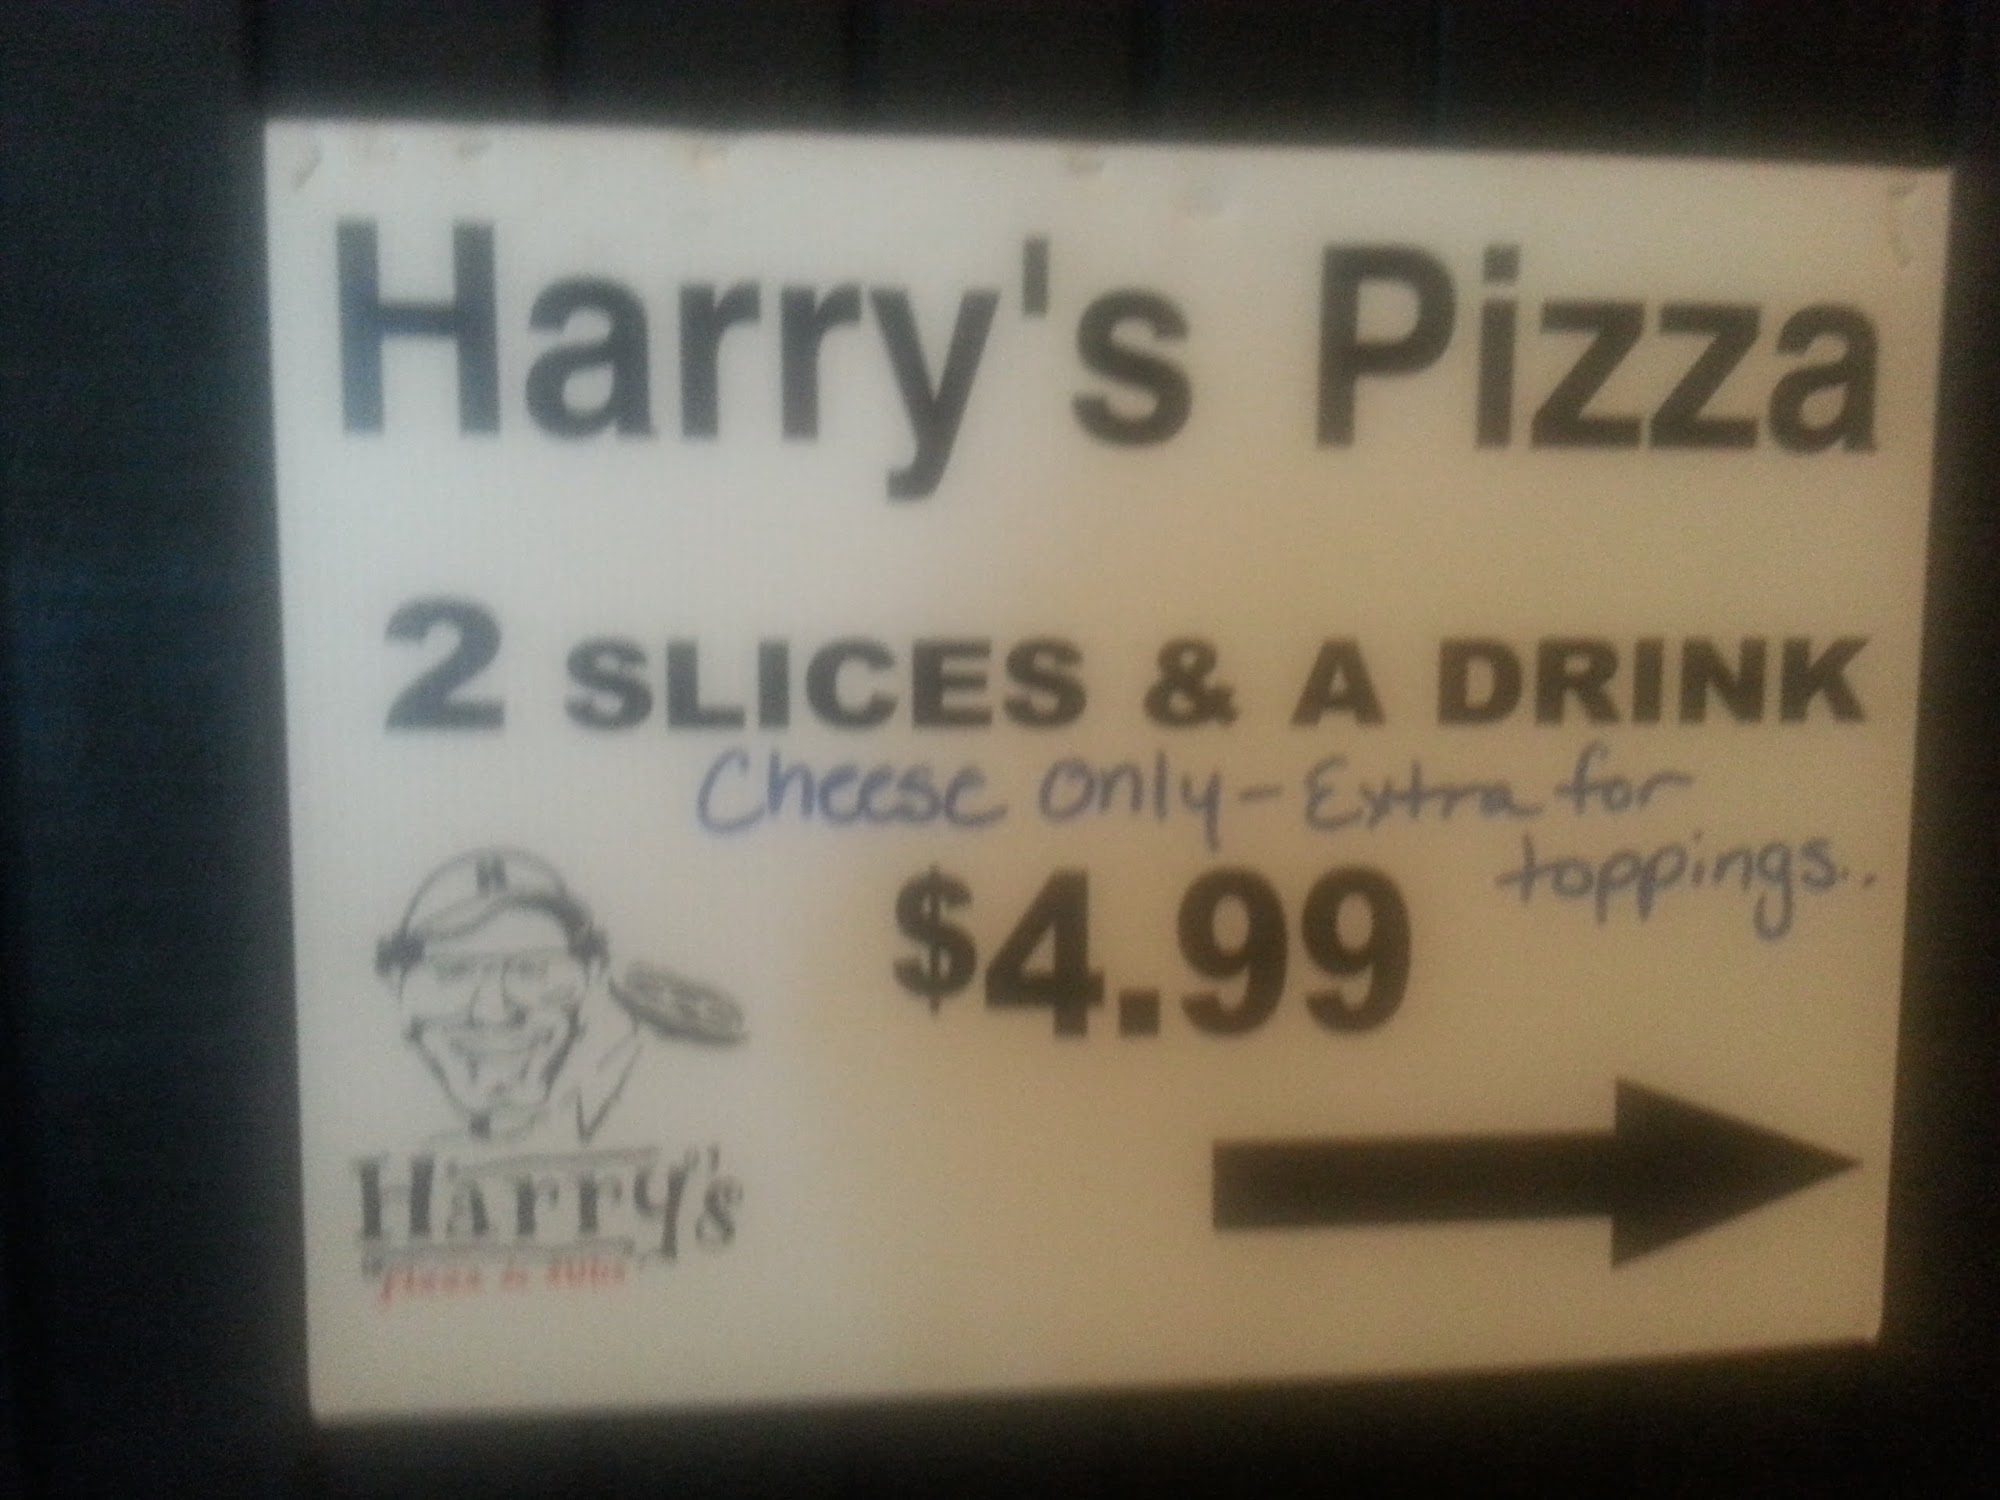 Harry's Pizza
2 SLICES & A DRINK
Cheese only - Extra for
toppings..
$4.99
H
Harry's